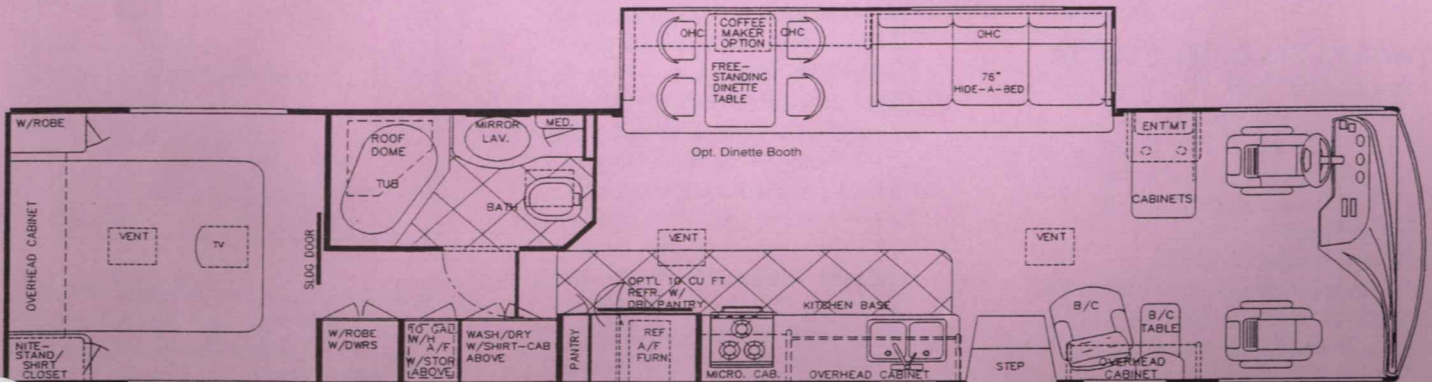 OHC
COFFEE
MAKER
OPTION
OHC
FREE-
STANDING
DINETTE
TABLE
OHC
76"
HIDE-A-BED
Opt. Dinette Booth
W/ROBE
OVERHEAD CABINET
NITE-
STAND/
SHIRT
CLOSET
VENT
TV
SLDG DOOR
ROOF
DOME
TUB
MIRROR
LAV.
MED.
BATH
W/ROBE
W/DWRS
10 GAL
W/H
A/F
W/STOR
ABOVE
WASH/DRY
W/SHIRT-CAB
ABOVE
VENT
OPT'L 10 CU FT
REFR. W/
DBL PANTRY
PANTRY
REF
A/F
FURN
KITCHEN BASE
MICRO. CAB.
OVERHEAD CABINET
VENT
ENT'MT
CABINETS
STEP
B/C
B/C
TABLE
OVERHEAD
CABINET